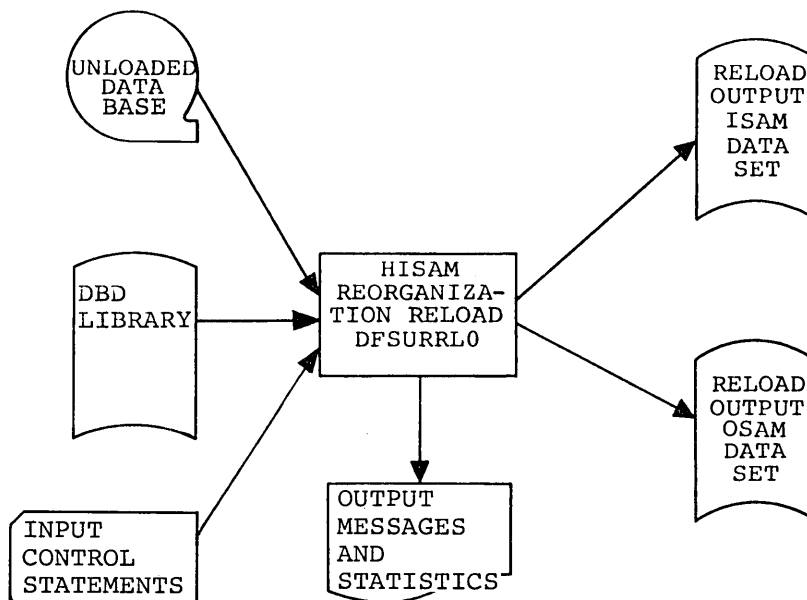 UNLOADED
DATA
BASE
DBD
LIBRARY
INPUT
CONTROL
STATEMENTS
HISAM
REORGANIZA-
TION RELOAD
DFSURRL0
OUTPUT
MESSAGES
AND
STATISTICS
RELOAD
OUTPUT
ISAM
DATA
SET
RELOAD
OUTPUT
OSAM
DATA
SET